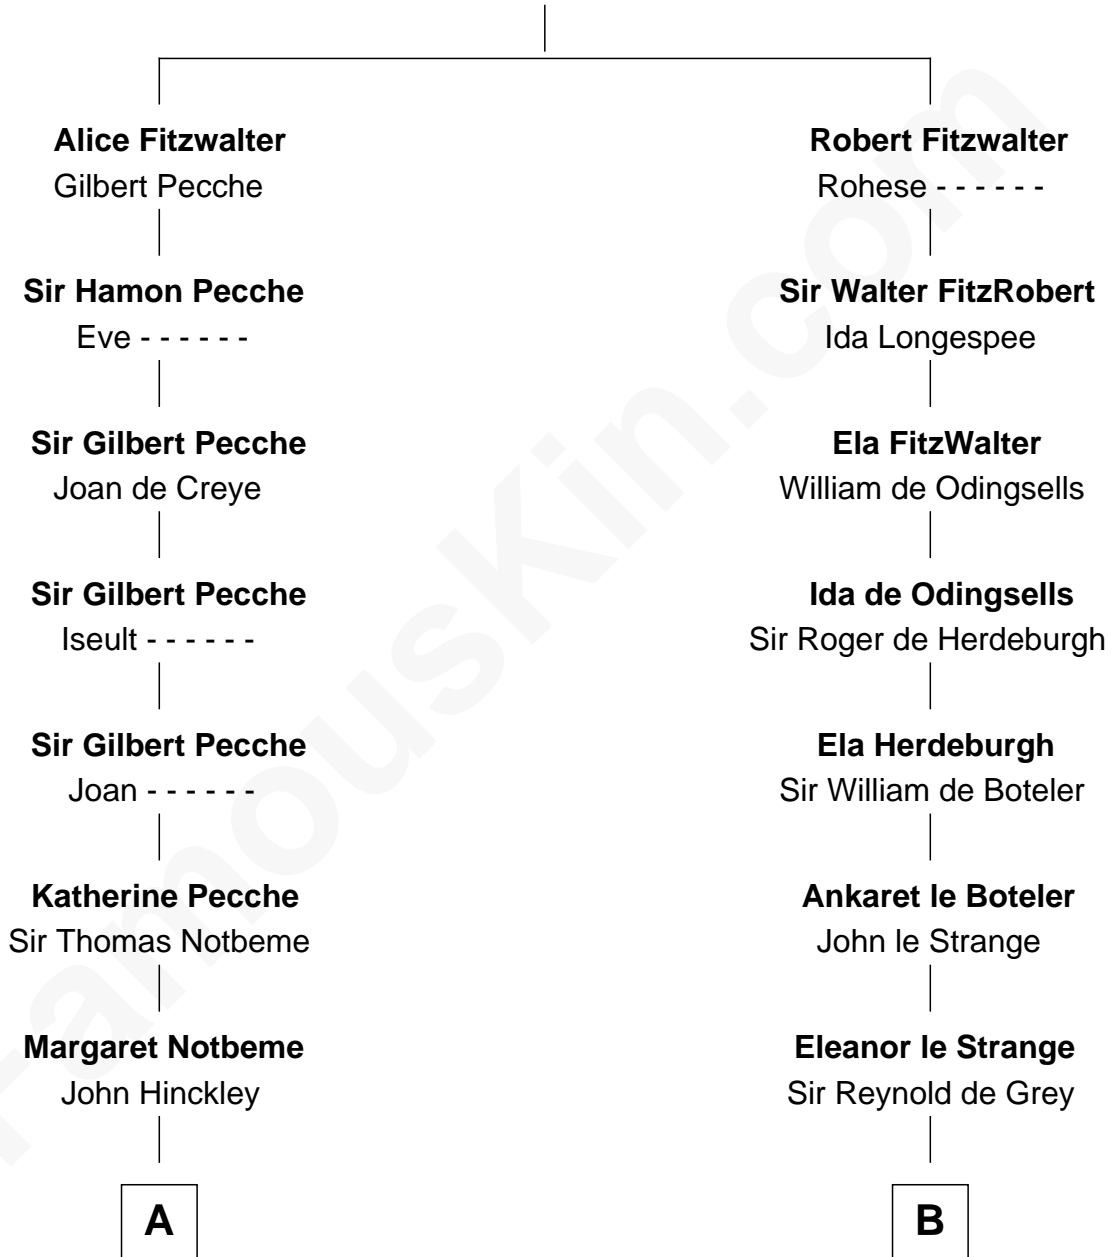 Alice Fitzwalter
Gilbert Pecche
Sir Hamon Pecche
Eve - - - - - -
Sir Gilbert Pecche
Joan de Creye
Sir Gilbert Pecche
Iseult - - - - - -
Sir Gilbert Pecche
Joan - - - - - -
Katherine Pecche
Sir Thomas Notbeme
Margaret Notbeme
John Hinckley
A
Robert Fitzwalter
Rohese - - - - - -
Sir Walter FitzRobert
Ida Longespee
Ela FitzWalter
William de Odingsells
Ida de Odingsells
Sir Roger de Herdeburgh
Ela Herdeburgh
Sir William de Boteler
Ankaret le Boteler
John le Strange
Eleanor le Strange
Sir Reynold de Grey
B
FamousKin.com